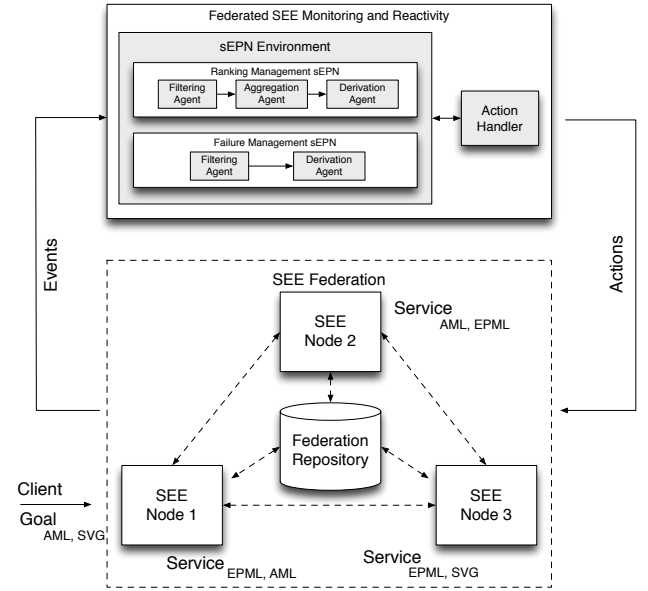 Federated SEE Monitoring and Reactivity
sEPN Environment
Ranking Management sEPN
Filtering
Agent
Aggregation
Agent
Derivation
Agent
Action
Handler
Failure Management sEPN
Filtering
Agent
Derivation
Agent
Events
Actions
SEE Federation
SEE
Node 2
Service
AML, EPML
Federation
Repository
Client
Goal
AML, SVG
SEE
Node 1
Service
EPML, AML
SEE
Node 3
Service
EPML, SVG